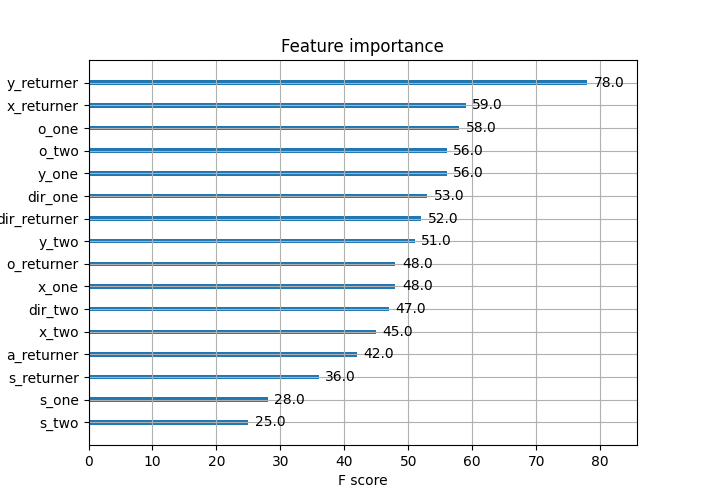 Feature importance
y_returner 78.0
x_returner 59.0
o_one 58.0
o_two 56.0
y_one 56.0
dir_one 53.0
dir_returner 52.0
y_two 51.0
o_returner 48.0
x_one 48.0
dir_two 47.0
x_two 45.0
a_returner 42.0
s_returner 36.0
s_one 28.0
s_two 25.0
0 10 20 30 40 50 60 70 80
F score